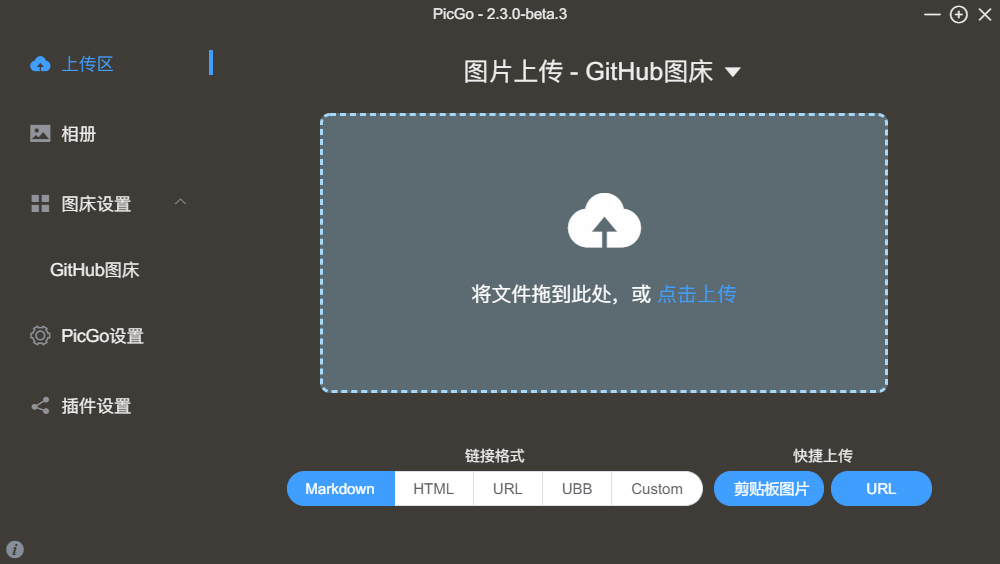 PicGo - 2.3.0-beta.3
上传区
相册
图床设置
GitHub图床
PicGo设置
插件设置
图片上传 - GitHub图床
将文件拖到此处，或 点击上传
链接格式
Markdown HTML URL UBB Custom
快捷上传
剪贴板图片 URL
i